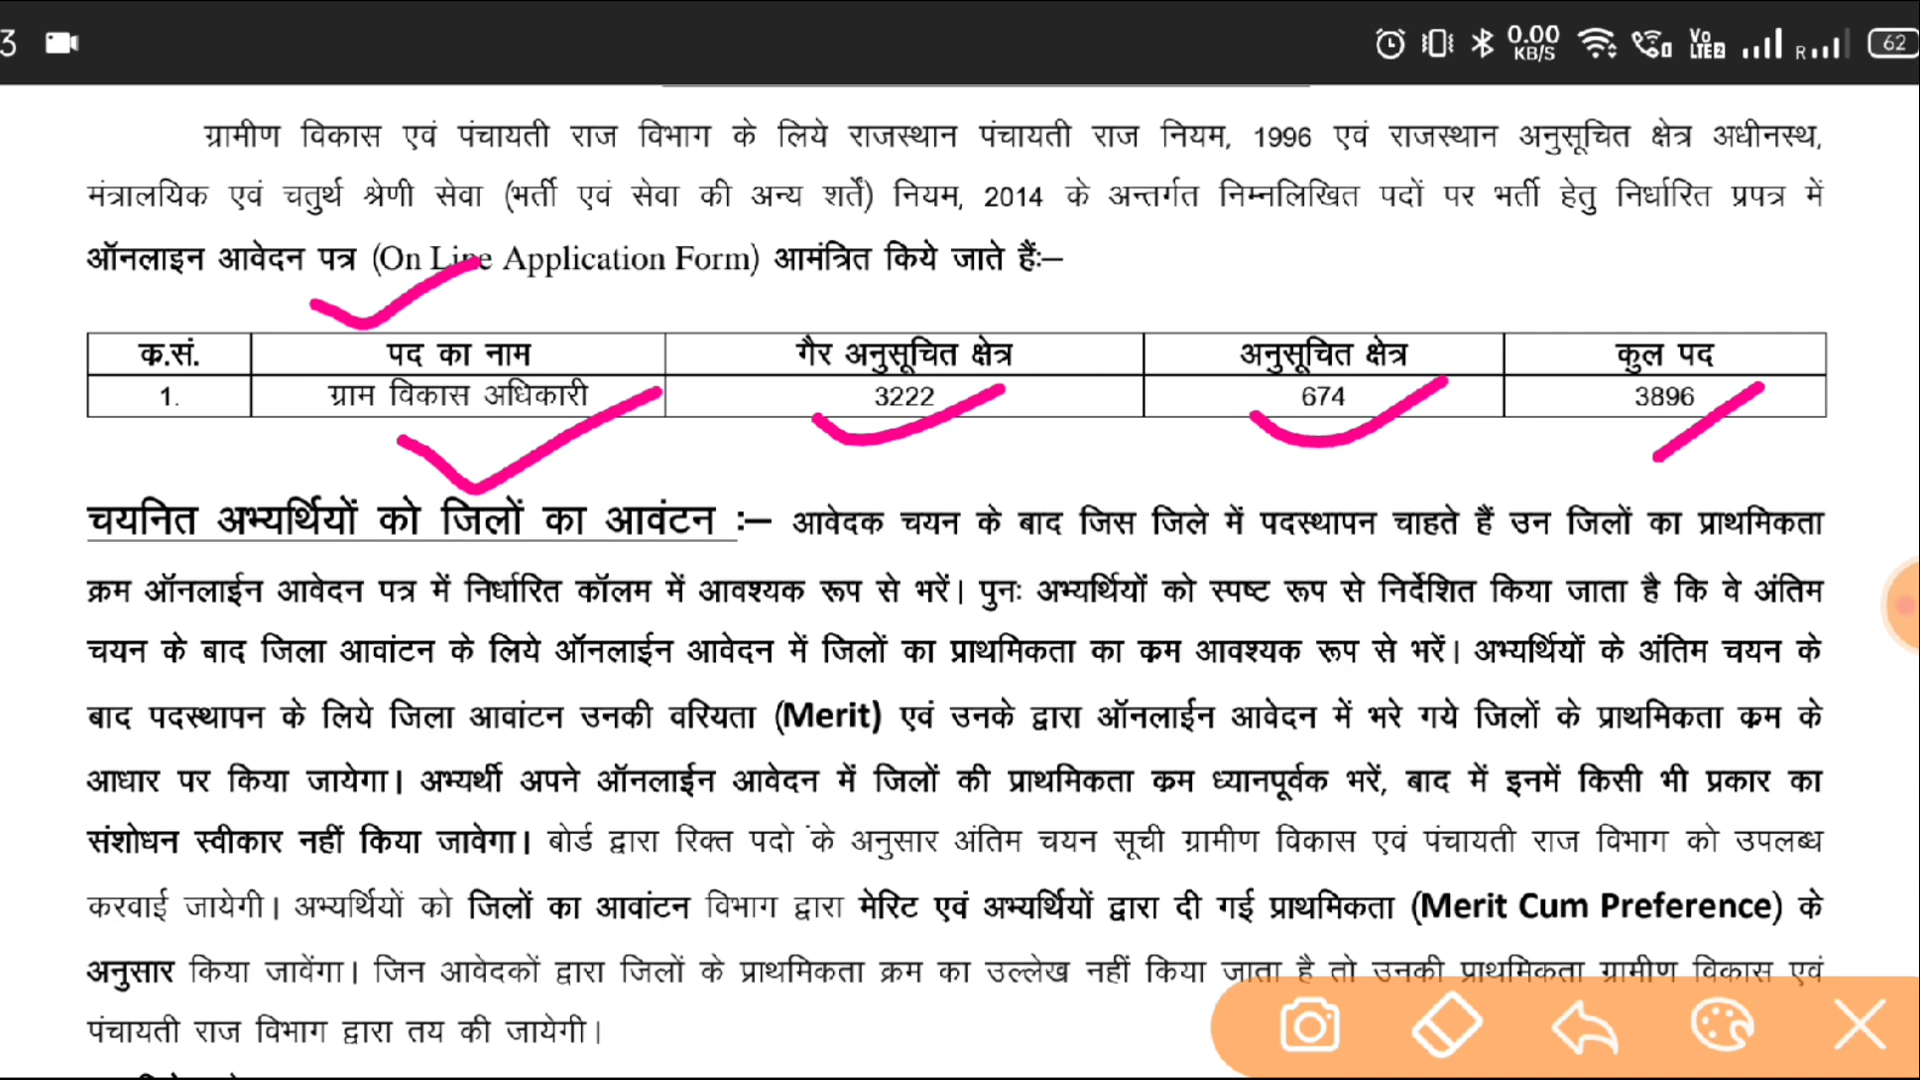 3
0.00
KB/S
Vo
LTE2
R
62
ग्रामीण विकास एवं पंचायती राज विभाग के लिये राजस्थान पंचायती राज नियम, 1996 एवं राजस्थान अनुसूचित क्षेत्र अधीनस्थ,
मंत्रालयिक एवं चतुर्थ श्रेणी सेवा (भर्ती एवं सेवा की अन्य शर्तें) नियम, 2014 के अन्तर्गत निम्नलिखित पदों पर भर्ती हेतु निर्धारित प्रपत्र में
ऑनलाइन आवेदन पत्र (On Line Application Form) आमंत्रित किये जाते हैंः—
क.सं. पद का नाम गैर अनुसूचित क्षेत्र अनुसूचित क्षेत्र कुल पद
1. ग्राम विकास अधिकारी 3222 674 3896
चयनित अभ्यर्थियों को जिलों का आवंटन :— आवेदक चयन के बाद जिस जिले में पदस्थापन चाहते हैं उन जिलों का प्राथमिकता
क्रम ऑनलाईन आवेदन पत्र में निर्धारित कॉलम में आवश्यक रूप से भरें। पुनः अभ्यर्थियों को स्पष्ट रूप से निर्देशित किया जाता है कि वे अंतिम
चयन के बाद जिला आवांटन के लिये ऑनलाईन आवेदन में जिलों का प्राथमिकता का क्रम आवश्यक रूप से भरें। अभ्यर्थियों के अंतिम चयन के
बाद पदस्थापन के लिये जिला आवांटन उनकी वरियता (Merit) एवं उनके द्वारा ऑनलाईन आवेदन में भरे गये जिलों के प्राथमिकता क्रम के
आधार पर किया जायेगा। अभ्यर्थी अपने ऑनलाईन आवेदन में जिलों की प्राथमिकता क्रम ध्यानपूर्वक भरें, बाद में इनमें किसी भी प्रकार का
संशोधन स्वीकार नहीं किया जावेगा। बोर्ड द्वारा रिक्त पदो के अनुसार अंतिम चयन सूची ग्रामीण विकास एवं पंचायती राज विभाग को उपलब्ध
करवाई जायेगी। अभ्यर्थियों को जिलों का आवांटन विभाग द्वारा मेरिट एवं अभ्यर्थियों द्वारा दी गई प्राथमिकता (Merit Cum Preference) के
अनुसार किया जावेंगा। जिन आवेदकों द्वारा जिलों के प्राथमिकता क्रम का उल्लेख नहीं किया जाता है तो उनकी प्राथमिकता ग्रामीण विकास एवं
पंचायती राज विभाग द्वारा तय की जायेगी।